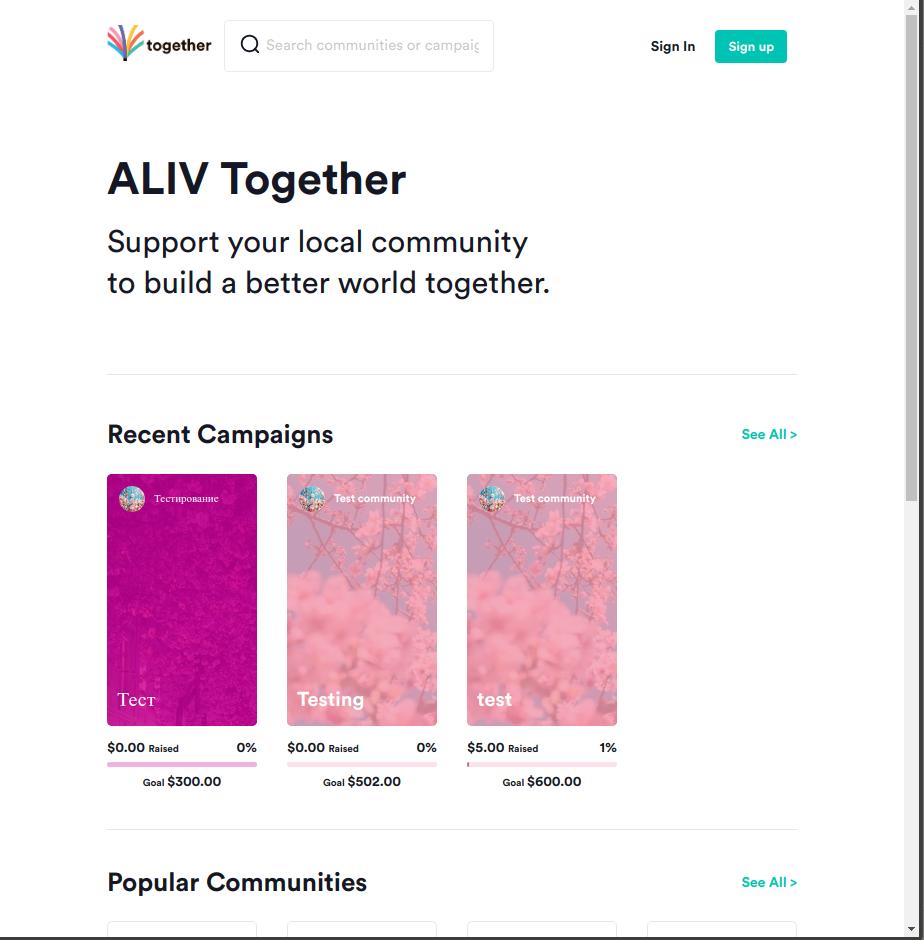 together
Search communities or campaig
Sign In
Sign up
ALIV Together
Support your local community
to build a better world together.
Recent Campaigns
See All >
Тестирование
Тест
$0.00 Raised 0%
Goal $300.00
Test community
Testing
$0.00 Raised 0%
Goal $502.00
Test community
test
$5.00 Raised 1%
Goal $600.00
Popular Communities
See All >